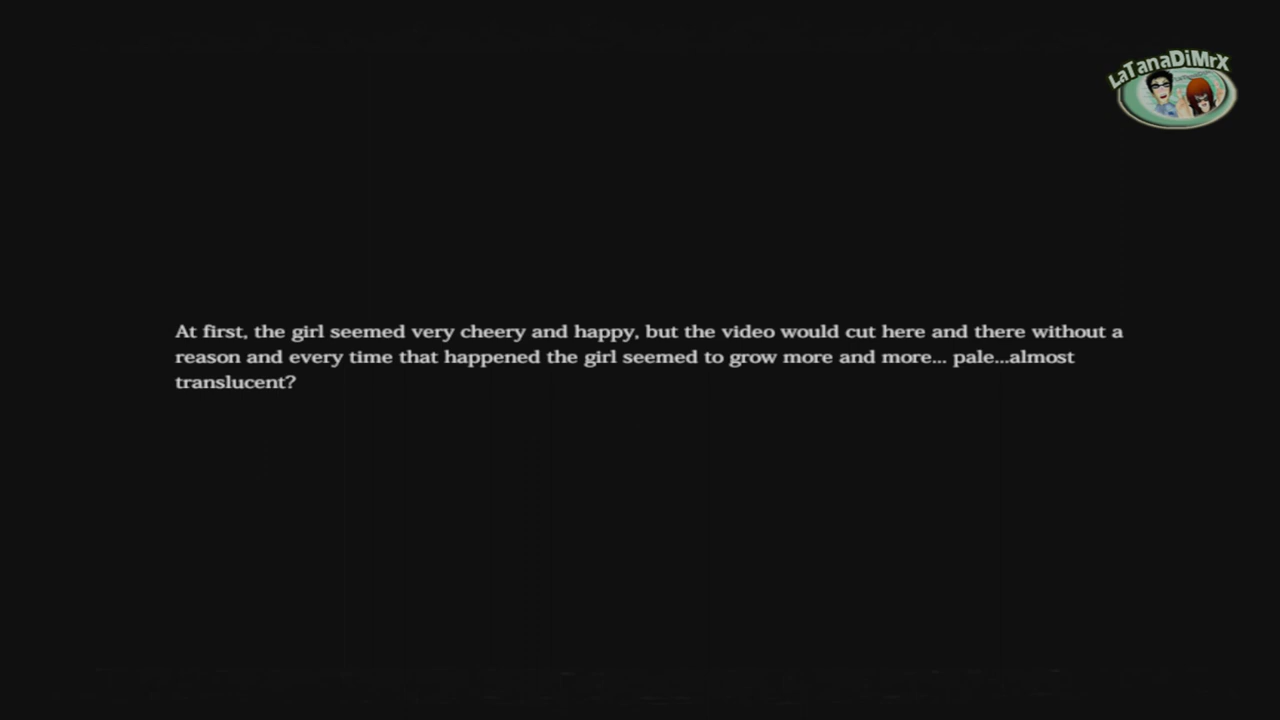 LaTanaDiMrX
At first, the girl seemed very cheery and happy, but the video would cut here and there without a
reason and every time that happened the girl seemed to grow more and more... pale...almost
translucent?